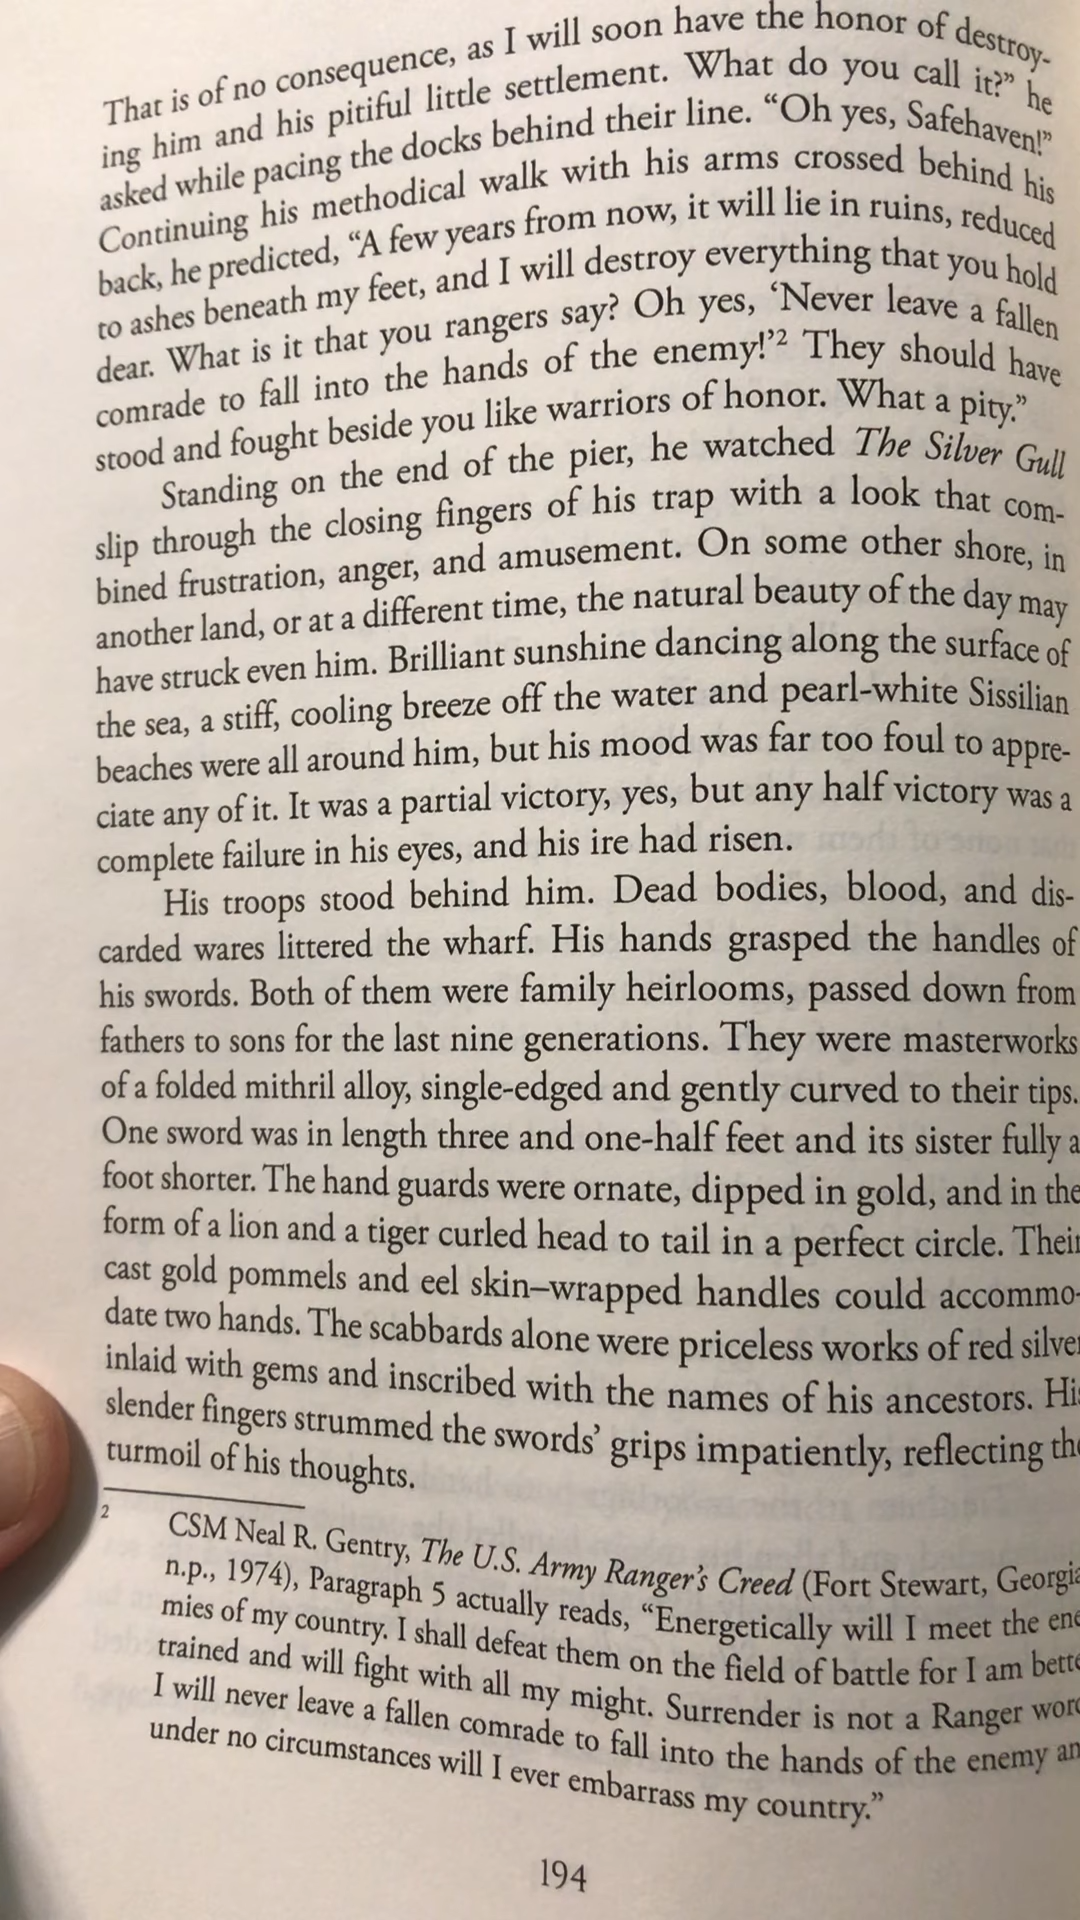 That is of no consequence, as I will soon have the honor of destroy-
ing him and his pitiful little settlement. What do you call it?” he
asked while pacing the docks behind their line. “Oh yes, Safehaven!”
Continuing his methodical walk with his arms crossed behind his
back, he predicted, “A few years from now, it will lie in ruins, reduced
to ashes beneath my feet, and I will destroy everything that you hold
dear. What is it that you rangers say? Oh yes, ‘Never leave a fallen
comrade to fall into the hands of the enemy!’2 They should have
stood and fought beside you like warriors of honor. What a pity.”
Standing on the end of the pier, he watched The Silver Gull
slip through the closing fingers of his trap with a look that com-
bined frustration, anger, and amusement. On some other shore, in
another land, or at a different time, the natural beauty of the day may
have struck even him. Brilliant sunshine dancing along the surface of
the sea, a stiff, cooling breeze off the water and pearl-white Sissilian
beaches were all around him, but his mood was far too foul to appre-
ciate any of it. It was a partial victory, yes, but any half victory was a
complete failure in his eyes, and his ire had risen.
His troops stood behind him. Dead bodies, blood, and dis-
carded wares littered the wharf. His hands grasped the handles of
his swords. Both of them were family heirlooms, passed down from
fathers to sons for the last nine generations. They were masterworks
of a folded mithril alloy, single-edged and gently curved to their tips.
One sword was in length three and one-half feet and its sister fully a
foot shorter. The hand guards were ornate, dipped in gold, and in the
form of a lion and a tiger curled head to tail in a perfect circle. Their
cast gold pommels and eel skin–wrapped handles could accommo-
date two hands. The scabbards alone were priceless works of red silver
inlaid with gems and inscribed with the names of his ancestors. His
slender fingers strummed the swords’ grips impatiently, reflecting the
turmoil of his thoughts.
2 CSM Neal R. Gentry, The U.S. Army Ranger’s Creed (Fort Stewart, Georgia
n.p., 1974), Paragraph 5 actually reads, “Energetically will I meet the ene
mies of my country. I shall defeat them on the field of battle for I am bette
trained and will fight with all my might. Surrender is not a Ranger word
I will never leave a fallen comrade to fall into the hands of the enemy an
under no circumstances will I ever embarrass my country.”
194